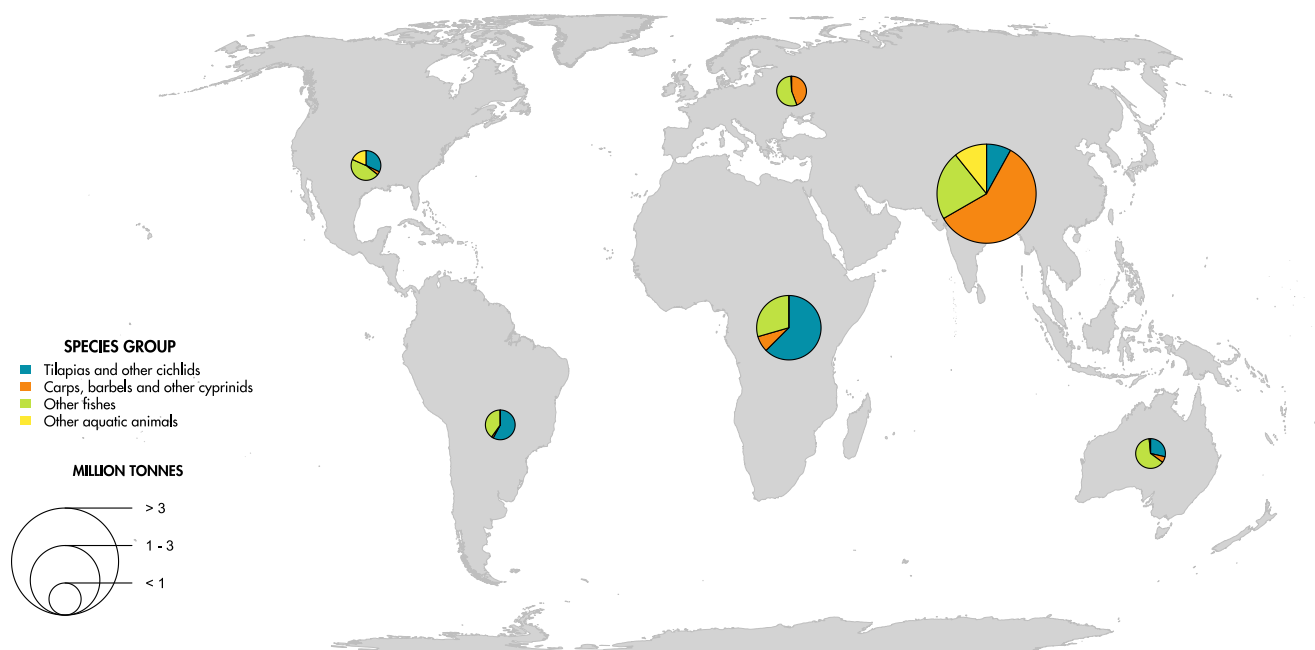 SPECIES GROUP
Tilapias and other cichlids
Carps, barbels and other cyprinids
Other fishes
Other aquatic animals
MILLION TONNES
> 3
1 - 3
< 1